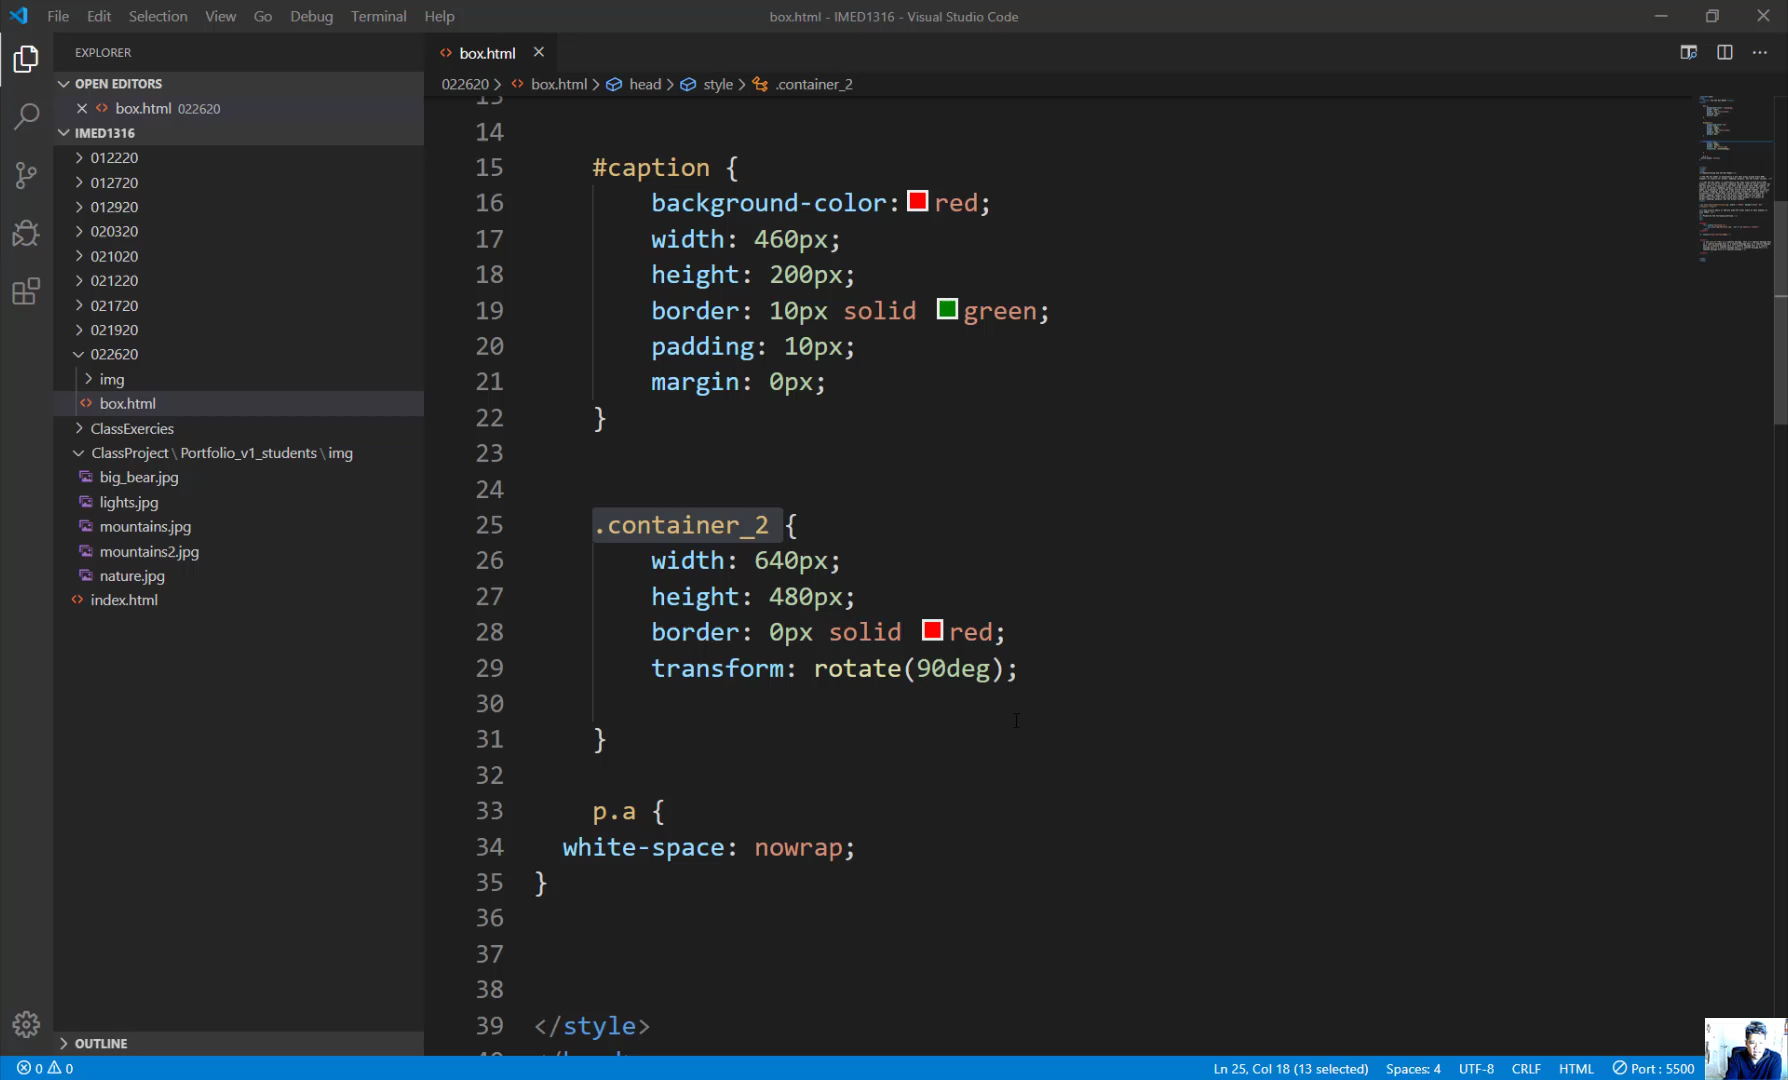 File Edit Selection View Go Debug Terminal Help box.html - IMED1316 - Visual Studio Code
EXPLORER
OPEN EDITORS
box.html 022620
IMED1316
012220
012720
012920
020320
021020
021220
021720
021920
022620
img
box.html
ClassExercies
ClassProject \ Portfolio_v1_students \ img
big_bear.jpg
lights.jpg
mountains.jpg
mountains2.jpg
nature.jpg
index.html
OUTLINE
box.html
022620 > box.html > head > style > .container_2
13
14
15 #caption {
16 background-color: red;
17 width: 460px;
18 height: 200px;
19 border: 10px solid green;
20 padding: 10px;
21 margin: 0px;
22 }
23
24
25 .container_2 {
26 width: 640px;
27 height: 480px;
28 border: 0px solid red;
29 transform: rotate(90deg);
30
31 }
32
33 p.a {
34 white-space: nowrap;
35 }
36
37
38
39 </style>
0 0 Ln 25, Col 18 (13 selected) Spaces: 4 UTF-8 CRLF HTML Port : 5500